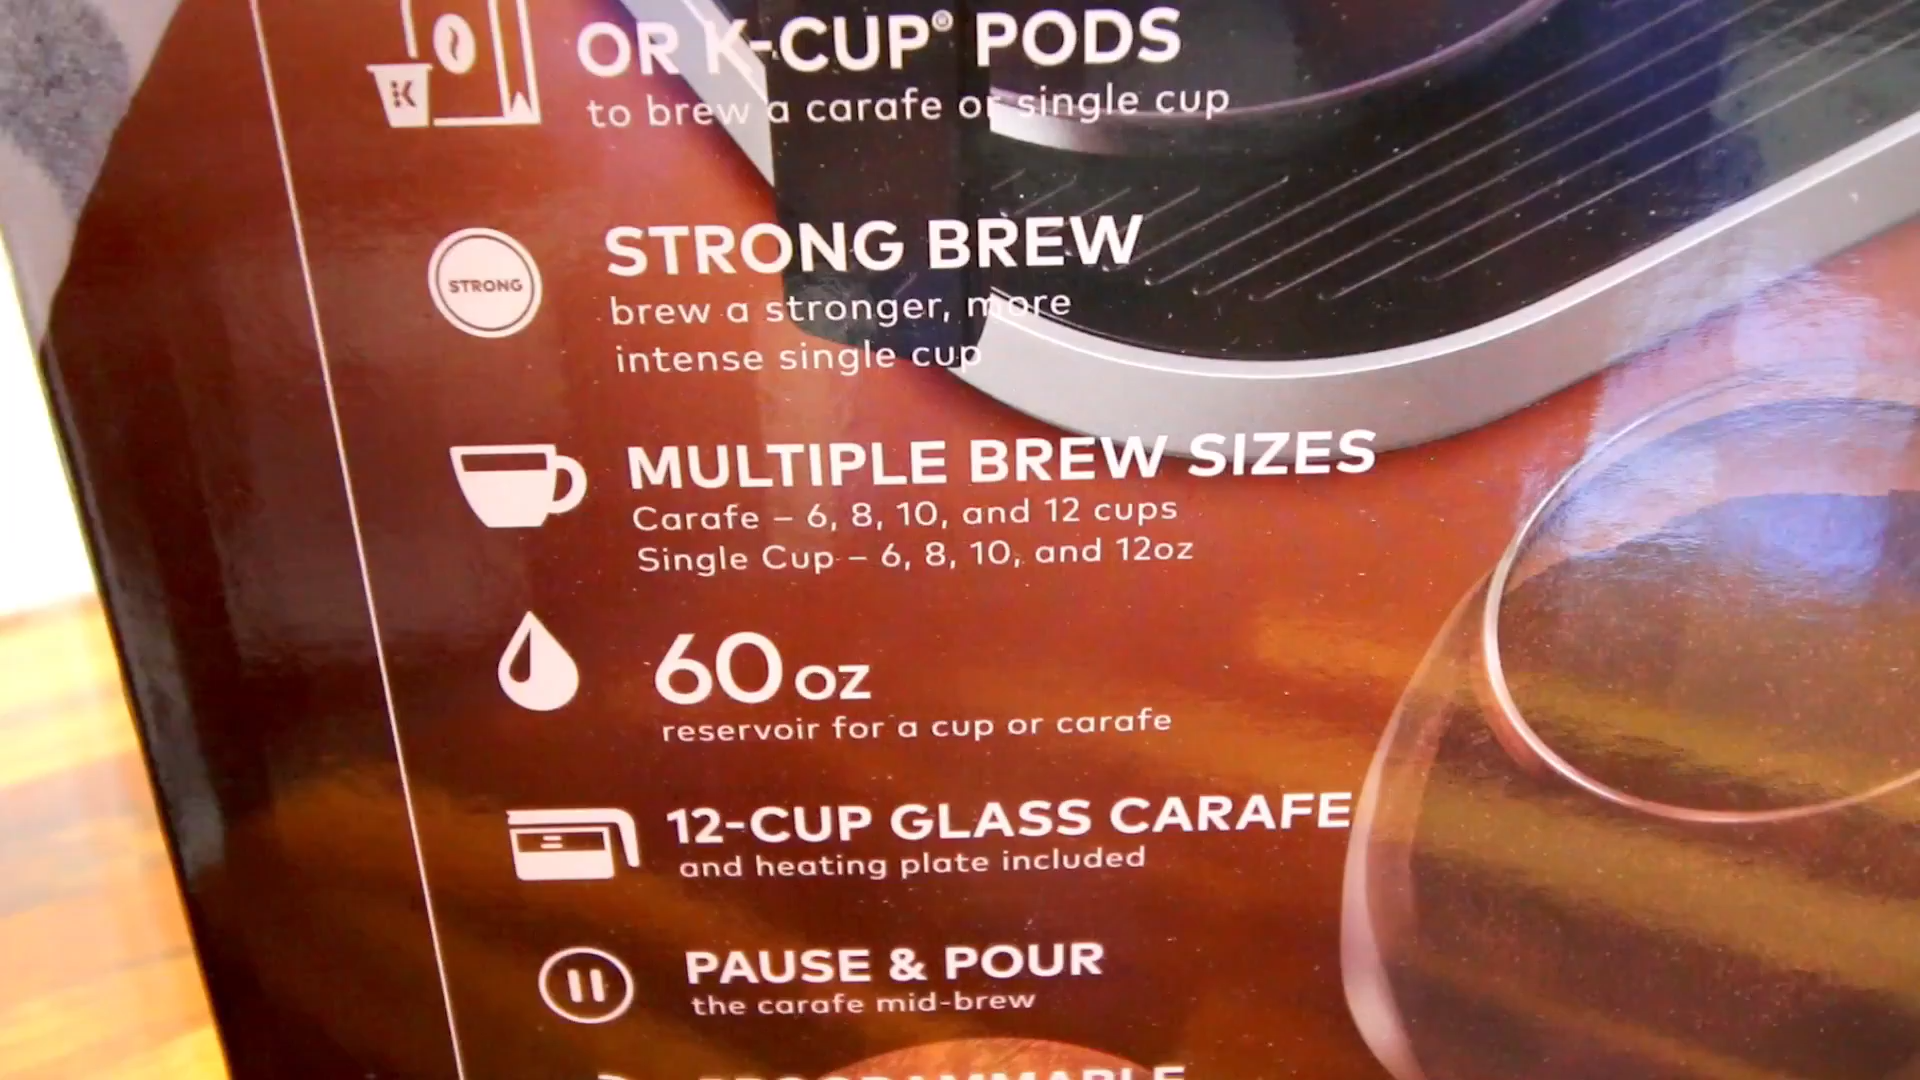 K
OR K-CUP® PODS
to brew a carafe or single cup
STRONG
STRONG BREW
brew a stronger, more
intense single cup
MULTIPLE BREW SIZES
Carafe – 6, 8, 10, and 12 cups
Single Cup – 6, 8, 10, and 12oz
60 oz
reservoir for a cup or carafe
12-CUP GLASS CARAFE
and heating plate included
PAUSE & POUR
the carafe mid-brew